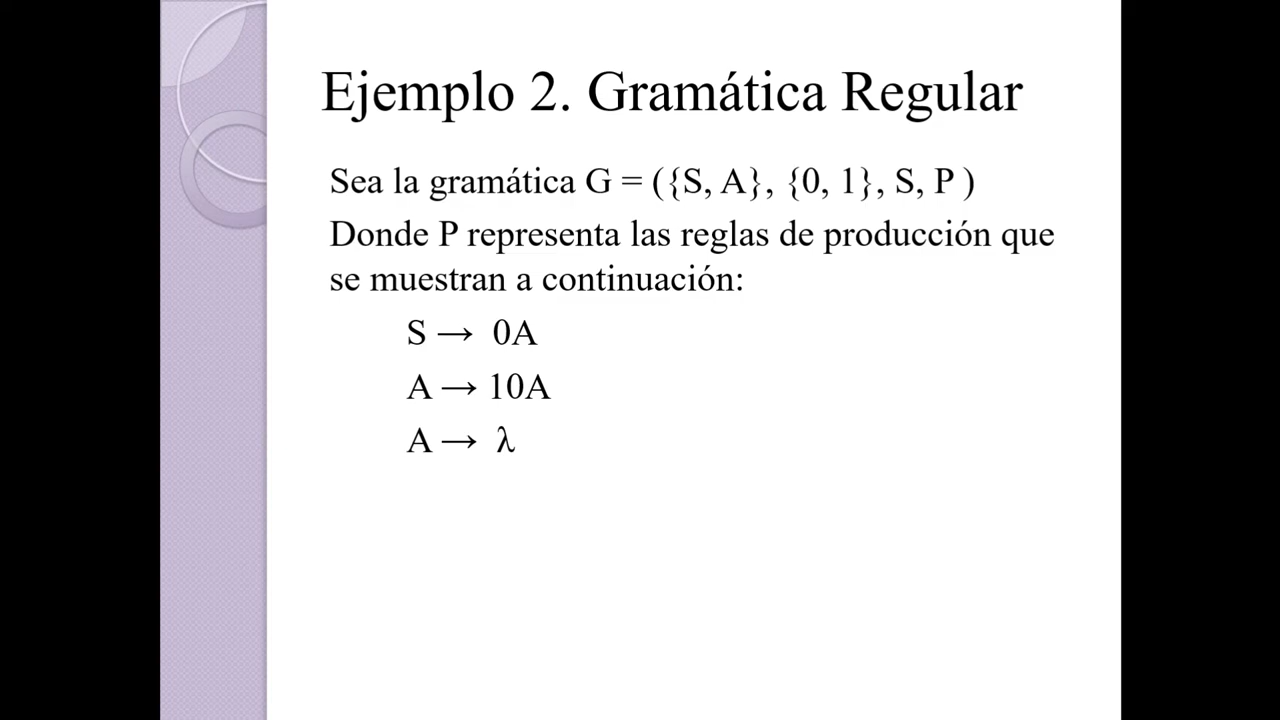 Ejemplo 2. Gramática Regular
Sea la gramática G = ({S, A}, {0, 1}, S, P )
Donde P representa las reglas de producción que
se muestran a continuación:
S → 0A
A → 10A
A → λ